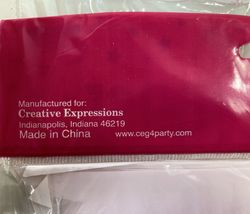 Manufactured for:
Creative Expressions
Indianapolis, Indiana 46219
Made in China www.ceg4party.com